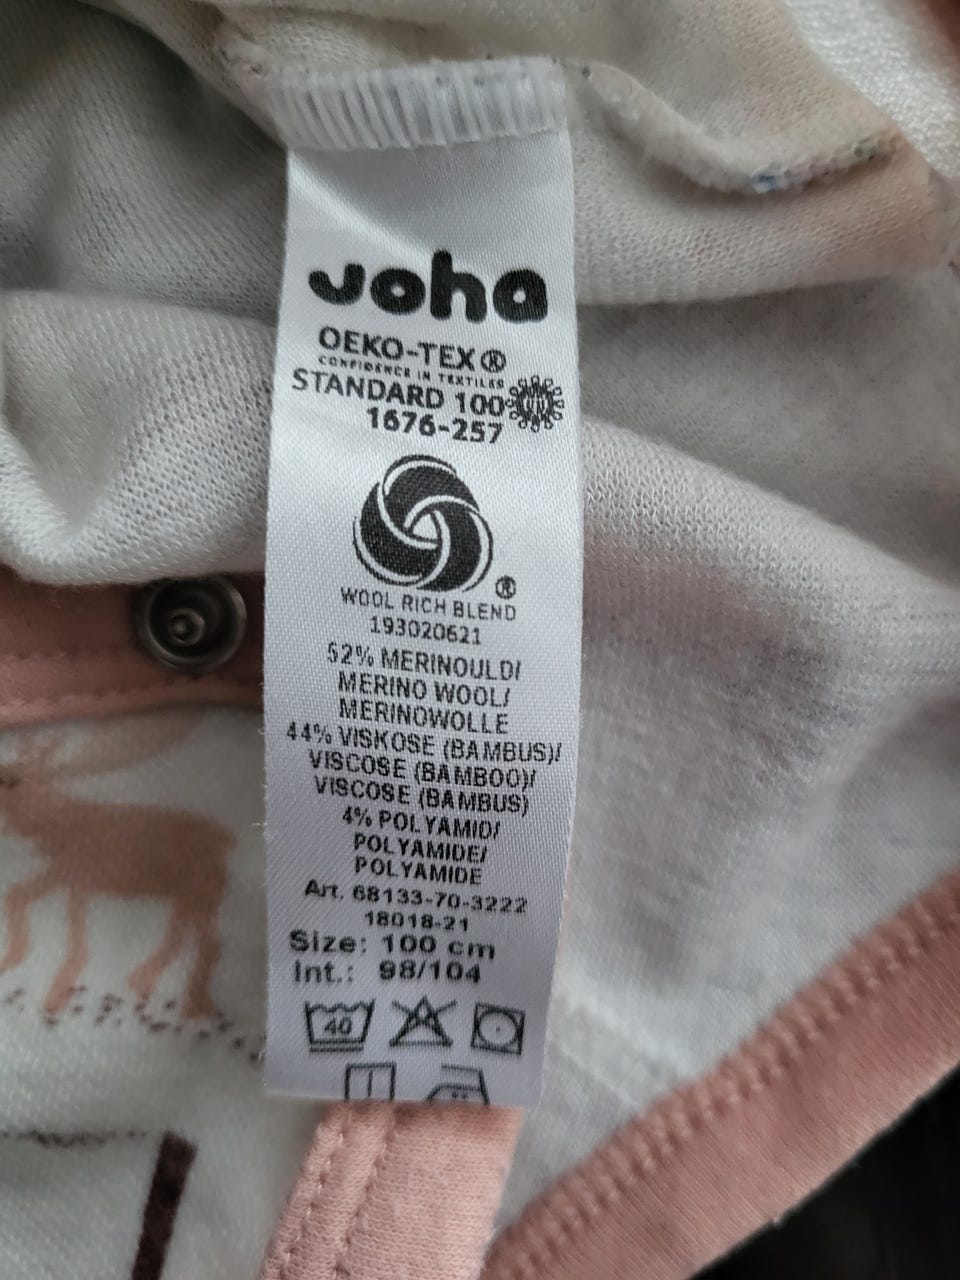 Joha
OEKO-TEX®
CONFIDENCE IN TEXTILES
STANDARD 100
1676-257
®
WOOL RICH BLEND
193020621
52% MERINOULD/
MERINO WOOL/
MERINOWOLLE
44% VISKOSE (BAMBUS)/
VISCOSE (BAMBOO)/
VISCOSE (BAMBUS)
4% POLYAMID/
POLYAMIDE/
POLYAMIDE
Art. 68133-70-3222
18018-21
Size: 100 cm
Int.: 98/104
40